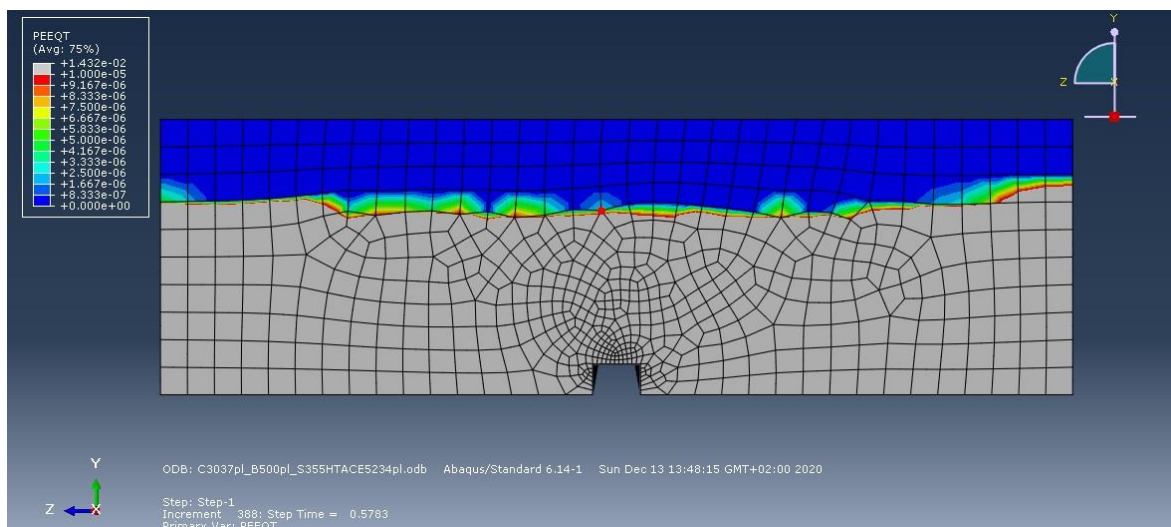 PEEQT
(Avg: 75%)
+1.432e-02
+1.000e-05
+9.167e-06
+8.333e-06
+7.500e-06
+6.667e-06
+5.833e-06
+5.000e-06
+4.167e-06
+3.333e-06
+2.500e-06
+1.667e-06
+8.333e-07
+0.000e+00
Y
Z
X
ODB: C3037pl_B500pl_S355HTACE5234pl.odb Abaqus/Standard 6.14-1 Sun Dec 13 13:48:15 GMT+02:00 2020
Y
Z
X
Step: Step-1
Increment 388: Step Time = 0.5783
Primary Var: PEEQT